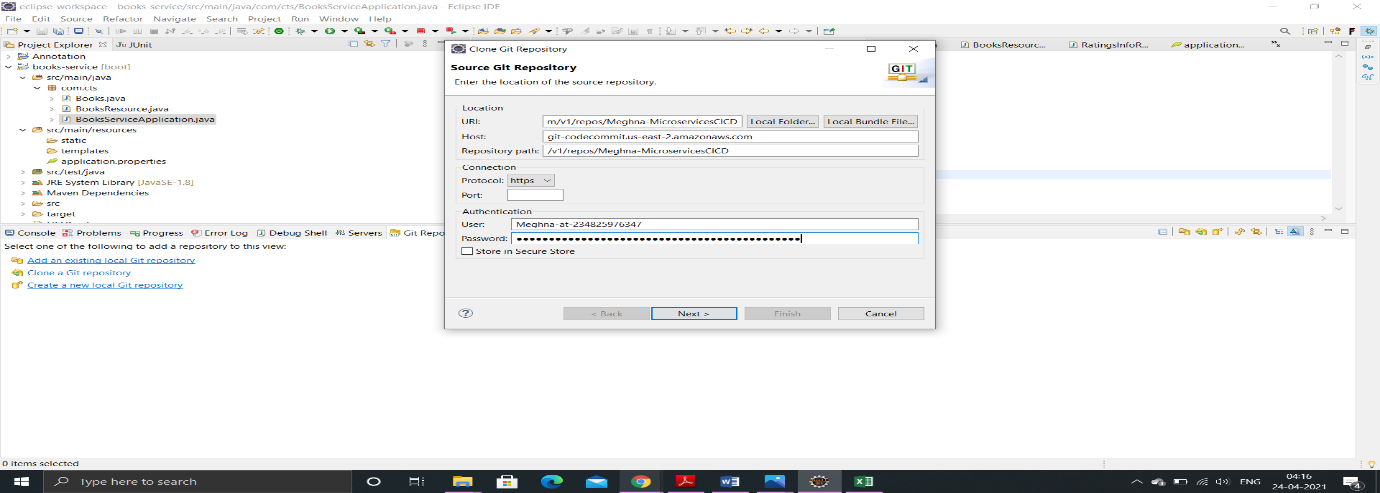 eclipse-workspace - books-service/src/main/java/com/cts/BooksServiceApplication.java - Eclipse IDE
File Edit Source Refactor Navigate Search Project Run Window Help
Project Explorer
JUnit
Annotation
books-service [boot]
src/main/java
com.cts
Books.java
BooksResource.java
BooksServiceApplication.java
src/main/resources
static
templates
application.properties
src/test/java
JRE System Library [JavaSE-1.8]
Maven Dependencies
src
target
BooksResourc...
RatingsInfoR...
application...
Clone Git Repository
Source Git Repository
Enter the location of the source repository.
GIT
Location
URI: m/v1/repos/Meghna-MicroservicesCICD Local Folder... Local Bundle File...
Host: git-codecommit.us-east-2.amazonaws.com
Repository path: /v1/repos/Meghna-MicroservicesCICD
Connection
Protocol: https
Port:
Authentication
User: Meghna-at-234825976347
Password:
Store in Secure Store
< Back Next > Finish Cancel
Console Problems Progress Error Log Debug Shell Servers Git Repo
Select one of the following to add a repository to this view:
Add an existing local Git repository
Clone a Git repository
Create a new local Git repository
0 items selected
Type here to search
ENG
04:16
24-04-2021
4